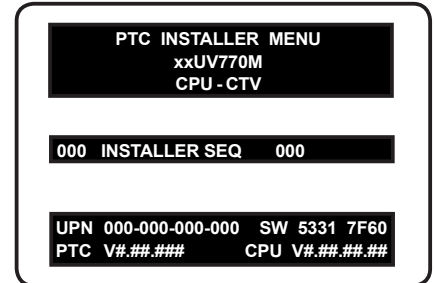 PTC INSTALLER MENU
xxUV770M
CPU - CTV
000 INSTALLER SEQ 000
UPN 000-000-000-000 SW 5331 7F60
PTC V#.##.### CPU V#.##.##.##